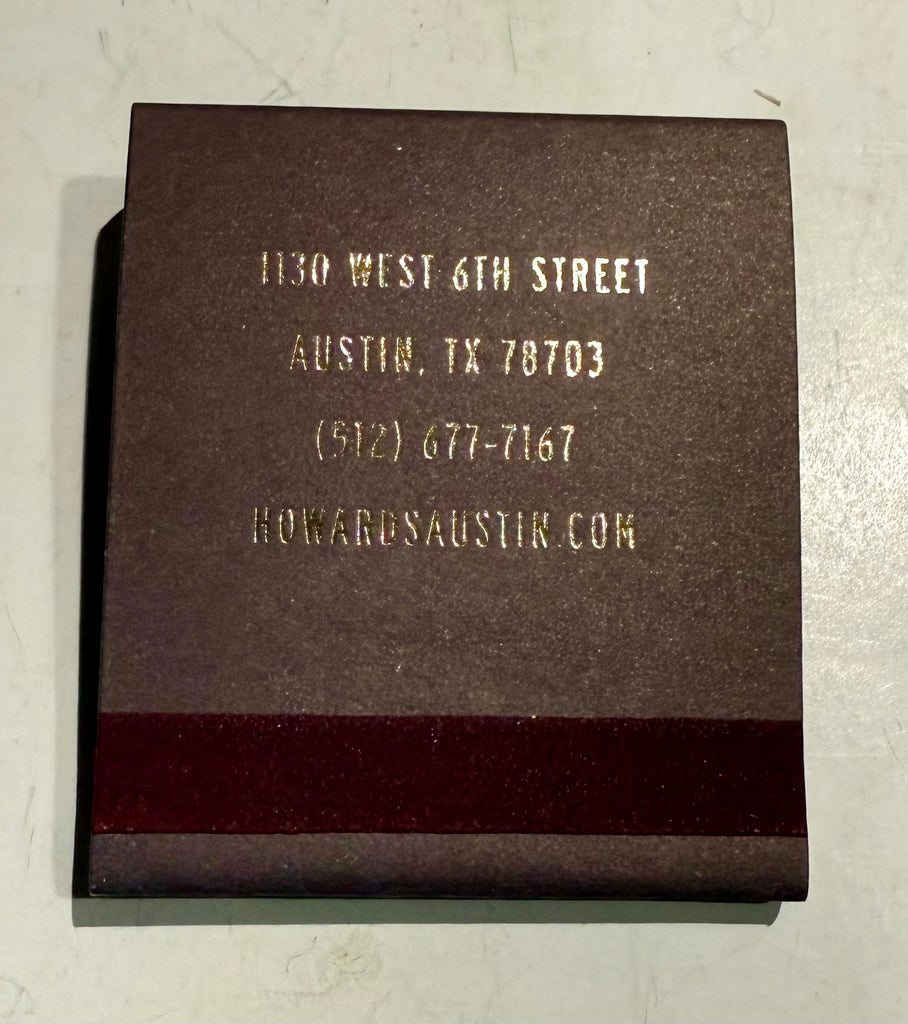 1130 WEST 6TH STREET
AUSTIN, TX 78703
(512) 677-7167
HOWARDSAUSTIN.COM